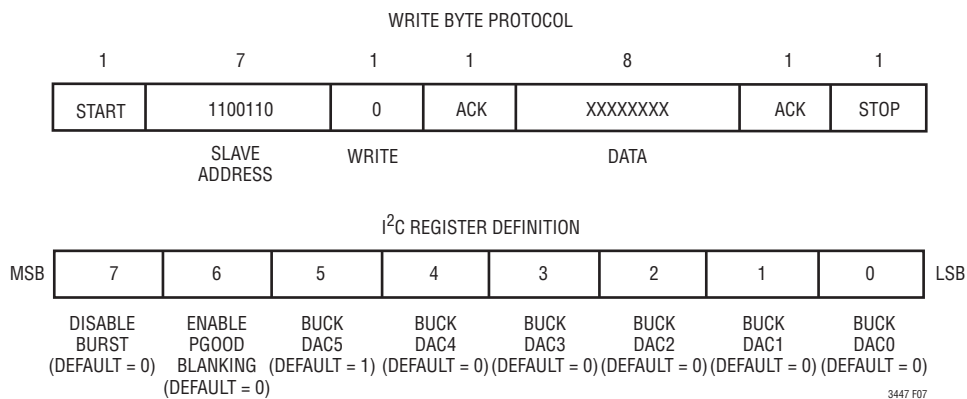 WRITE BYTE PROTOCOL
1 7 1 1 8 1 1
START 1100110 0 ACK XXXXXXXX ACK STOP
SLAVE WRITE DATA
ADDRESS
I2C REGISTER DEFINITION
MSB 7 6 5 4 3 2 1 0 LSB
DISABLE ENABLE BUCK BUCK BUCK BUCK BUCK BUCK
BURST PGOOD DAC5 DAC4 DAC3 DAC2 DAC1 DAC0
(DEFAULT = 0) BLANKING (DEFAULT = 1) (DEFAULT = 0) (DEFAULT = 0) (DEFAULT = 0) (DEFAULT = 0) (DEFAULT = 0)
(DEFAULT = 0)
3447 F07